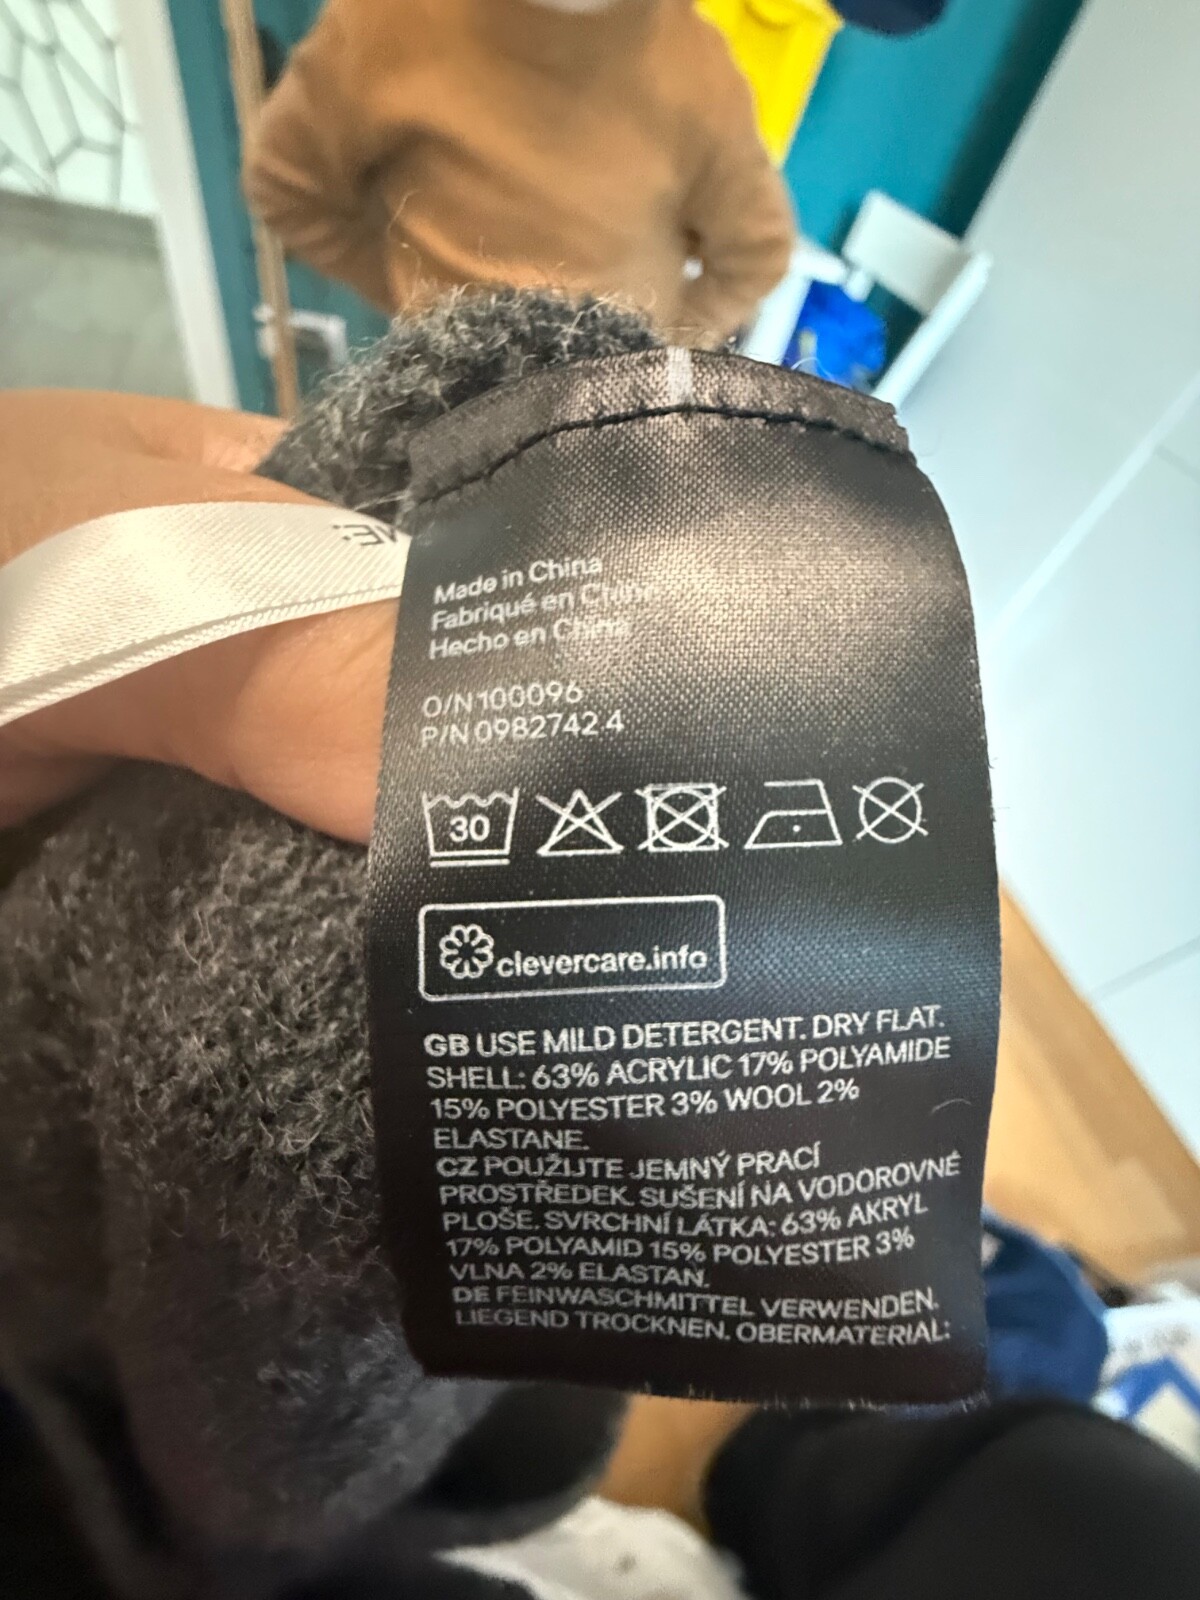 ME:
Made in China
Fabriqué en Chine
Hecho en China
O/N 100096
P/N 0982742 4
30
clevercare.info
GB USE MILD DETERGENT. DRY FLAT.
SHELL: 63% ACRYLIC 17% POLYAMIDE
15% POLYESTER 3% WOOL 2%
ELASTANE.
CZ POUŽIJTE JEMNÝ PRACÍ
PROSTŘEDEK. SUŠENÍ NA VODOROVNÉ
PLOŠE. SVRCHNÍ LÁTKA: 63% AKRYL
17% POLYAMID 15% POLYESTER 3%
VLNA 2% ELASTAN.
DE FEINWASCHMITTEL VERWENDEN.
LIEGEND TROCKNEN. OBERMATERIAL: